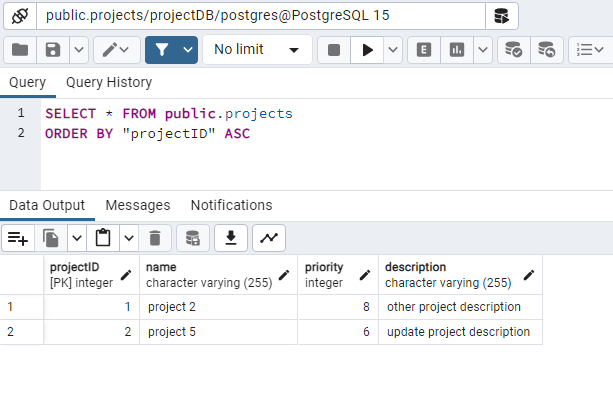 public.projects/projectDB/postgres@PostgreSQL 15
No limit
E
Query Query History
1 SELECT * FROM public.projects
2 ORDER BY "projectID" ASC
Data Output Messages Notifications
projectID name priority description
[PK] integer character varying (255) integer character varying (255)
1 1 project 2 8 other project description
2 2 project 5 6 update project description